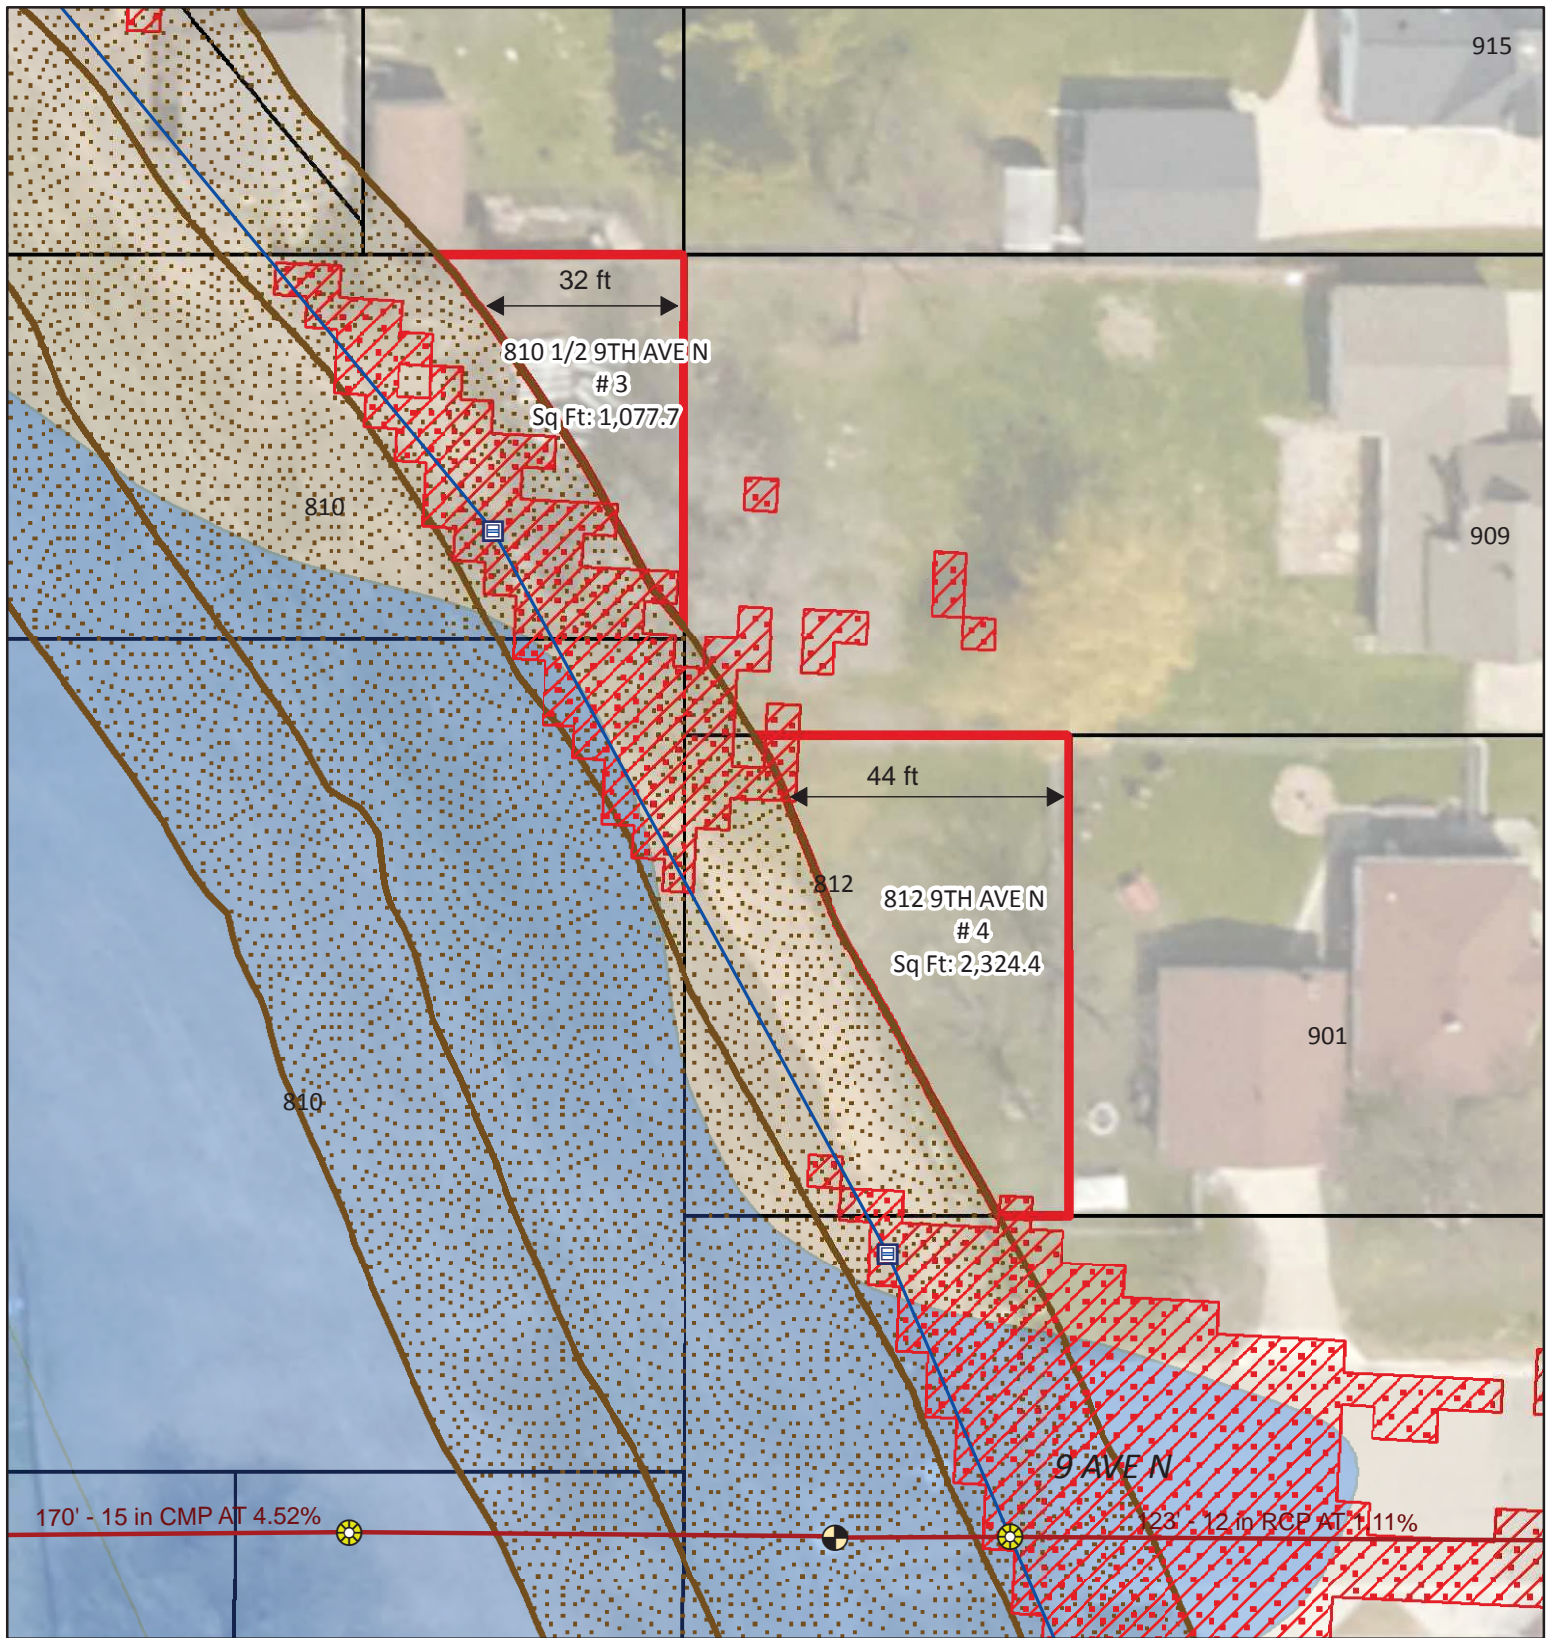 915
32 ft
810 1/2 9TH AVE N
# 3
Sq Ft: 1,077.7
810
909
44 ft
812
812 9TH AVE N
# 4
Sq Ft: 2,324.4
901
810
9 AVE N
170' - 15 in CMP AT 4.52%
123' - 12 in RCP AT 1.11%